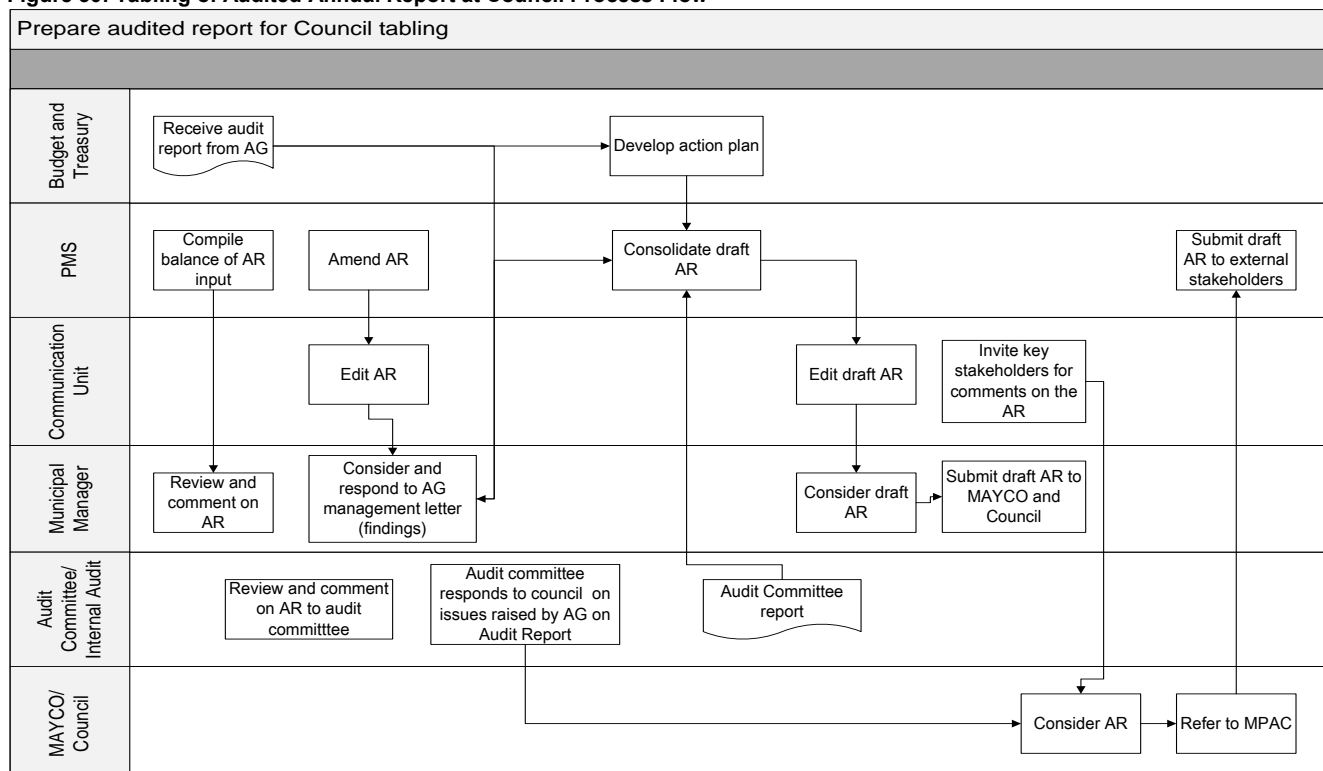 Tabling of Audited Annual Report at Council Process Flow
Prepare audited report for Council tabling
Budget and
Treasury
Receive audit
report from AG
Develop action plan
PMS
Compile
balance of AR
input
Amend AR
Consolidate draft
AR
Submit draft
AR to external
stakeholders
Communication
Unit
Edit AR
Edit draft AR
Invite key
stakeholders for
comments on the
AR
Municipal
Manager
Review and
comment on
AR
Consider and
respond to AG
management letter
(findings)
Consider draft
AR
Submit draft AR to
MAYCO and
Council
Audit
Committee/
Internal Audit
Review and comment
on AR to audit
committtee
Audit committee
responds to council on
issues raised by AG on
Audit Report
Audit Committee
report
MAYCO/
Council
Consider AR
Refer to MPAC